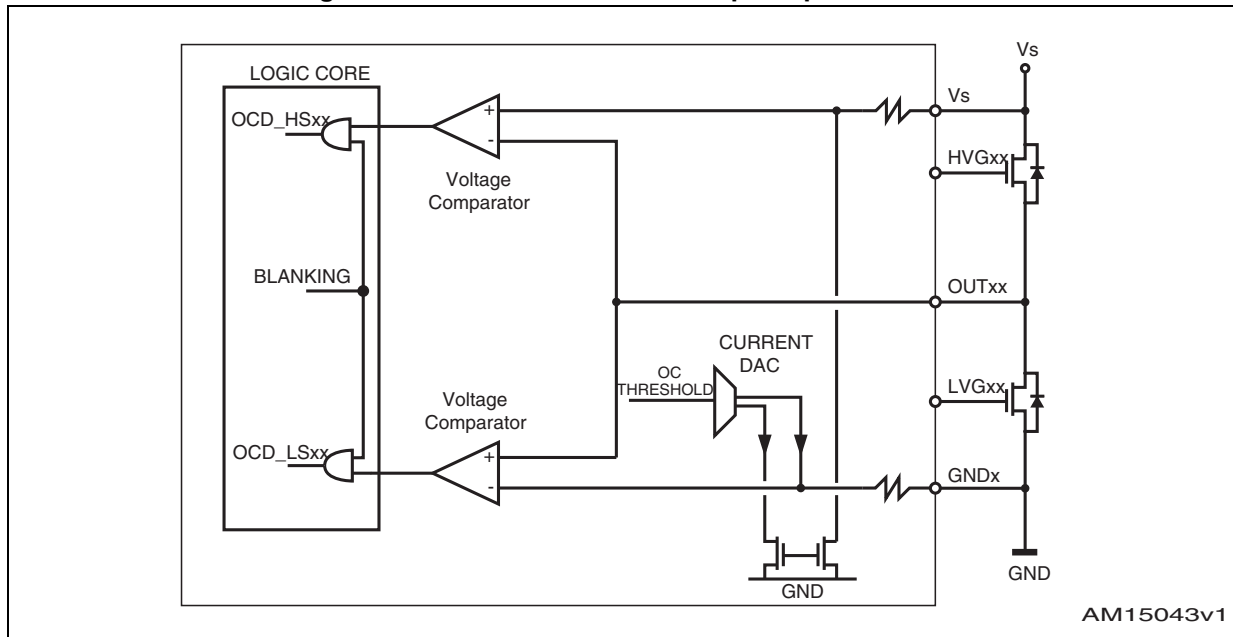 LOGIC CORE
OCD_HSxx
+
-
Voltage
Comparator
BLANKING
Voltage
Comparator
OCD_LSxx
+
-
OC
THRESHOLD
CURRENT
DAC
GND
Vs
Vs
HVGxx
OUTxx
LVGxx
GNDx
GND
AM15043v1